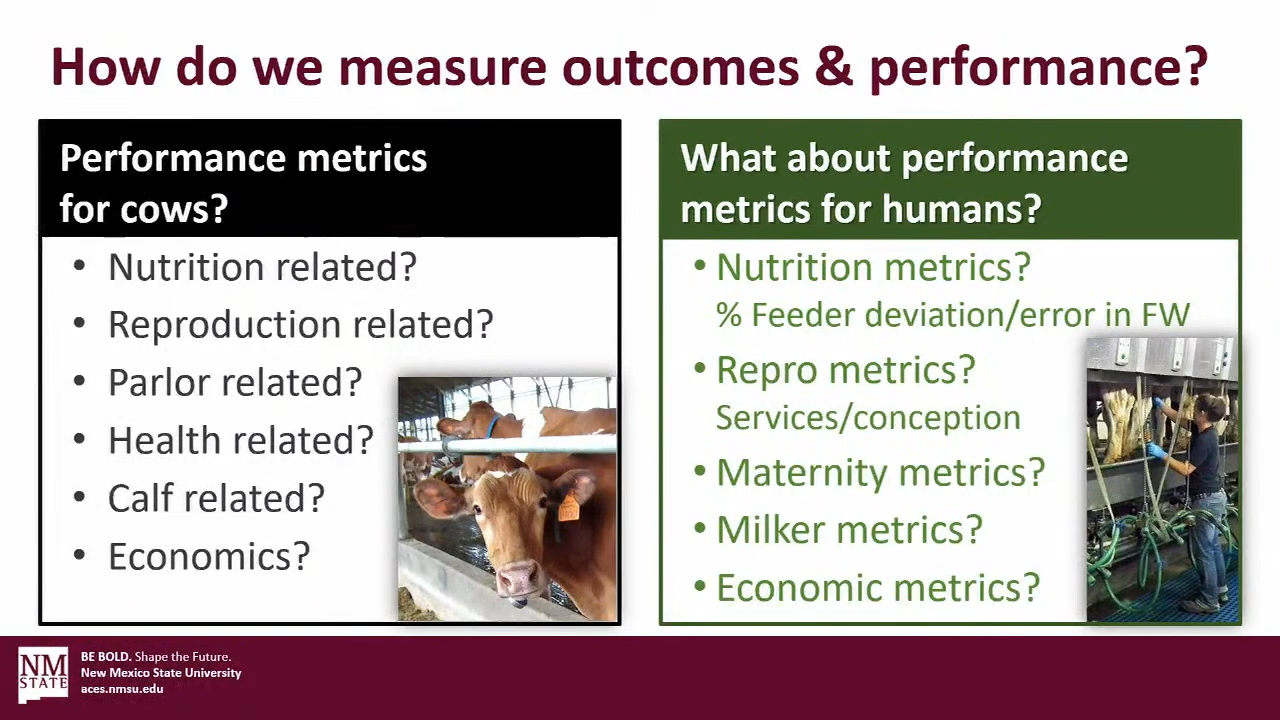 How do we measure outcomes & performance?
Performance metrics
for cows?
• Nutrition related?
• Reproduction related?
• Parlor related?
• Health related?
• Calf related?
• Economics?
What about performance
metrics for humans?
• Nutrition metrics?
% Feeder deviation/error in FW
• Repro metrics?
Services/conception
• Maternity metrics?
• Milker metrics?
• Economic metrics?
NM
STATE
BE BOLD. Shape the Future.
New Mexico State University
aces.nmsu.edu